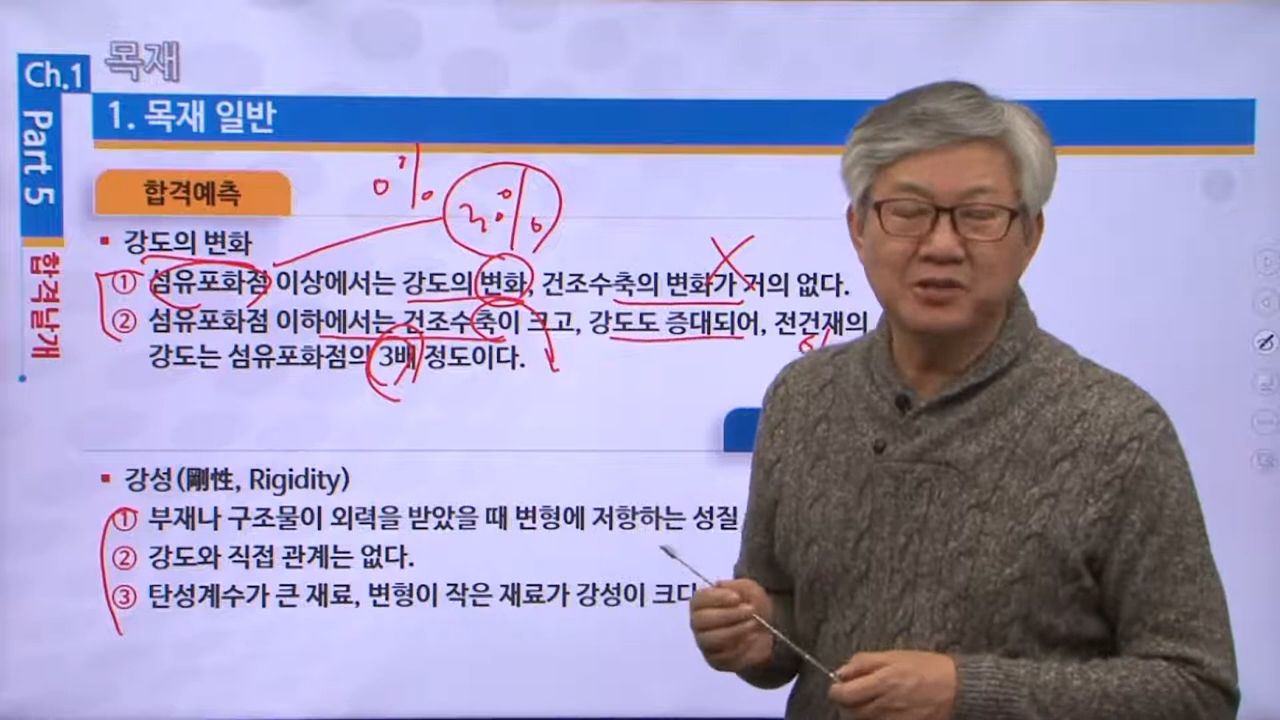 목재
Ch.1
Part 5
합격날개
1. 목재 일반
합격예측
0%
30%
▪ 강도의 변화
① 섬유포화점 이상에서는 강도의 변화, 건조수축의 변화가 거의 없다.
② 섬유포화점 이하에서는 건조수축이 크고, 강도도 증대되어, 전건재의
강도는 섬유포화점의 3배 정도이다.
▪ 강성(剛性, Rigidity)
① 부재나 구조물이 외력을 받았을 때 변형에 저항하는 성질
② 강도와 직접 관계는 없다.
③ 탄성계수가 큰 재료, 변형이 작은 재료가 강성이 크다